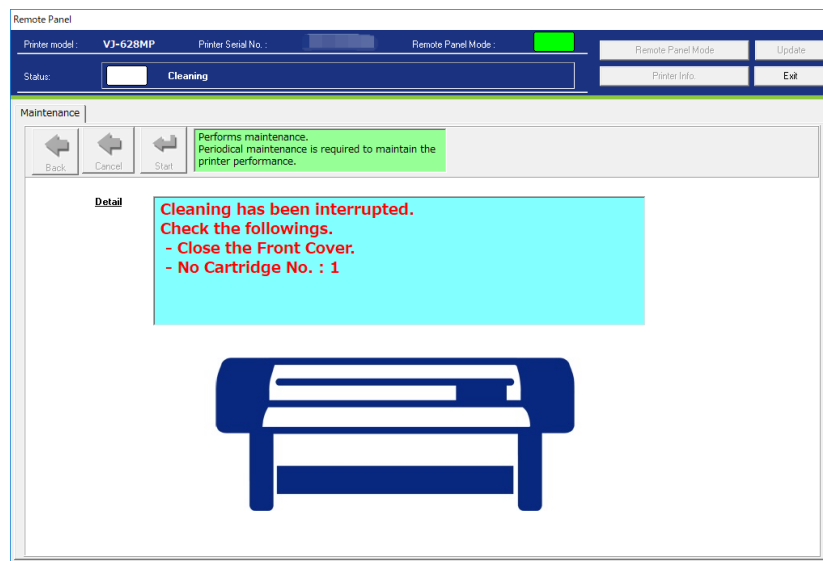 Remote Panel
Printer model : VJ-628MP Printer Serial No. : Remote Panel Mode : Remote Panel Mode Update
Status: Cleaning Printer Info. Exit
Maintenance
Back Cancel Start
Performs maintenance.
Periodical maintenance is required to maintain the
printer performance.
Detail
Cleaning has been interrupted.
Check the followings.
- Close the Front Cover.
- No Cartridge No. : 1